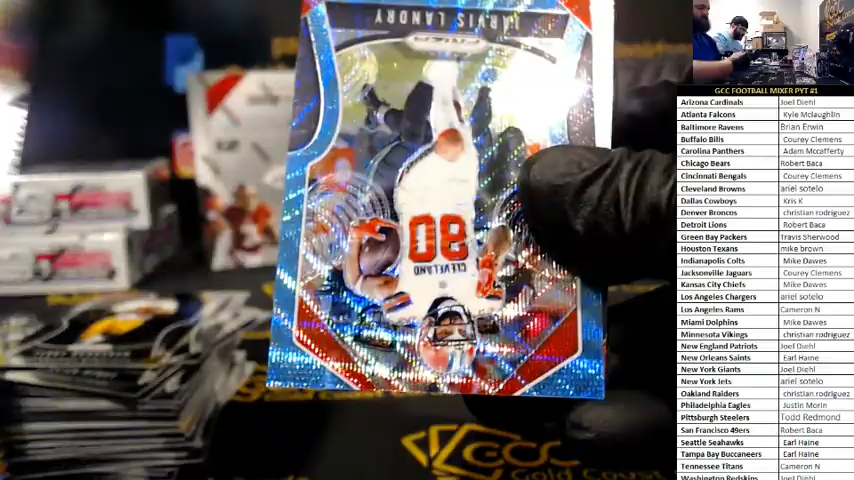 JARVIS LANDRY
PRIZM
80
CLEVELAND
GCC
Gold Coast
GCC FOOTBALL MIXER PYT #1
Arizona Cardinals Joel Diehl
Atlanta Falcons Kyle Mclaughlin
Baltimore Ravens Brian Erwin
Buffalo Bills Courey Clemens
Carolina Panthers Adam Mccafferty
Chicago Bears Robert Baca
Cincinnati Bengals Courey Clemens
Cleveland Browns ariel sotelo
Dallas Cowboys Kris K
Denver Broncos christian rodriguez
Detroit Lions Robert Baca
Green Bay Packers Travis Sherwood
Houston Texans mike brown
Indianapolis Colts Mike Dawes
Jacksonville Jaguars Courey Clemens
Kansas City Chiefs Mike Dawes
Los Angeles Chargers ariel sotelo
Los Angeles Rams Cameron N
Miami Dolphins Mike Dawes
Minnesota Vikings christian rodriguez
New England Patriots Joel Diehl
New Orleans Saints Earl Haine
New York Giants Joel Diehl
New York Jets ariel sotelo
Oakland Raiders christian rodriguez
Philadelphia Eagles Justin Morin
Pittsburgh Steelers Todd Redmond
San Francisco 49ers Robert Baca
Seattle Seahawks Earl Haine
Tampa Bay Buccaneers Earl Haine
Tennessee Titans Cameron N
Washington Redskins Joel Diehl